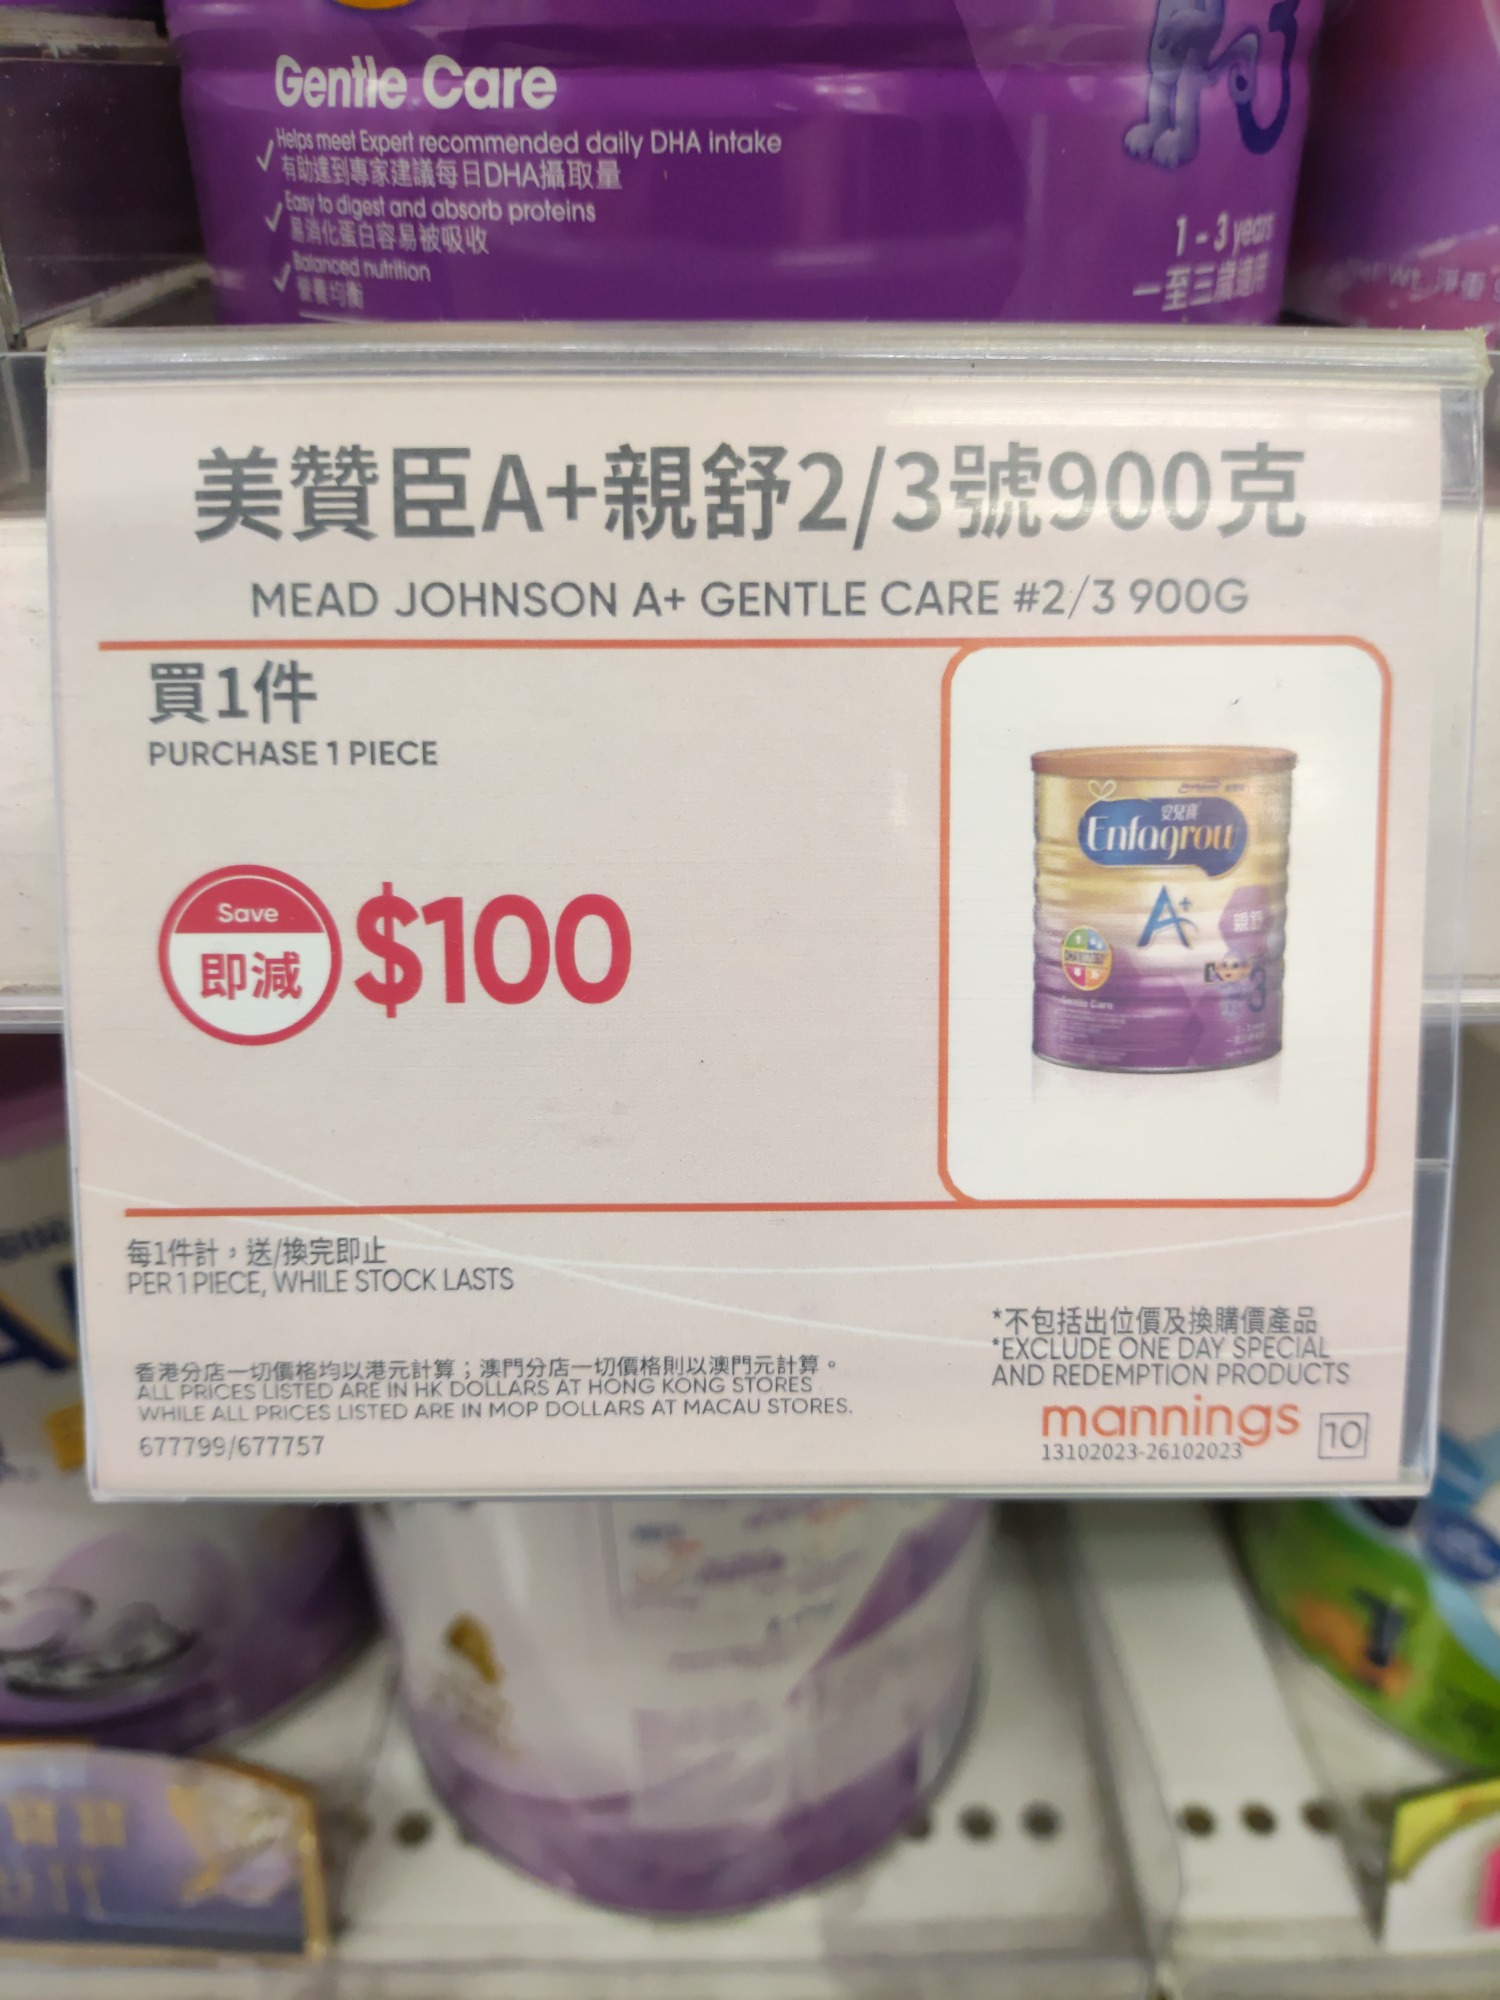 Gentle Care
Helps meet Expert recommended daily DHA intake
有助達到專家建議每日DHA攝取量
Easy to digest and absorb proteins
易消化蛋白容易被吸收
Balanced nutrition
營養均衡
1 - 3 years
一至三歲適用
美贊臣A+親舒2/3號900克
MEAD JOHNSON A+ GENTLE CARE #2/3 900G
買1件
PURCHASE 1 PIECE
Save
即減
$100
安兒寶
Enfagrow
A+
親舒
3
Gentle Care
每1件計，送/換完即止
PER 1 PIECE, WHILE STOCK LASTS
*不包括出位價及換購價產品
*EXCLUDE ONE DAY SPECIAL
AND REDEMPTION PRODUCTS
香港分店一切價格均以港元計算；澳門分店一切價格則以澳門元計算。
ALL PRICES LISTED ARE IN HK DOLLARS AT HONG KONG STORES
WHILE ALL PRICES LISTED ARE IN MOP DOLLARS AT MACAU STORES.
677799/677757
mannings
13102023-26102023
10